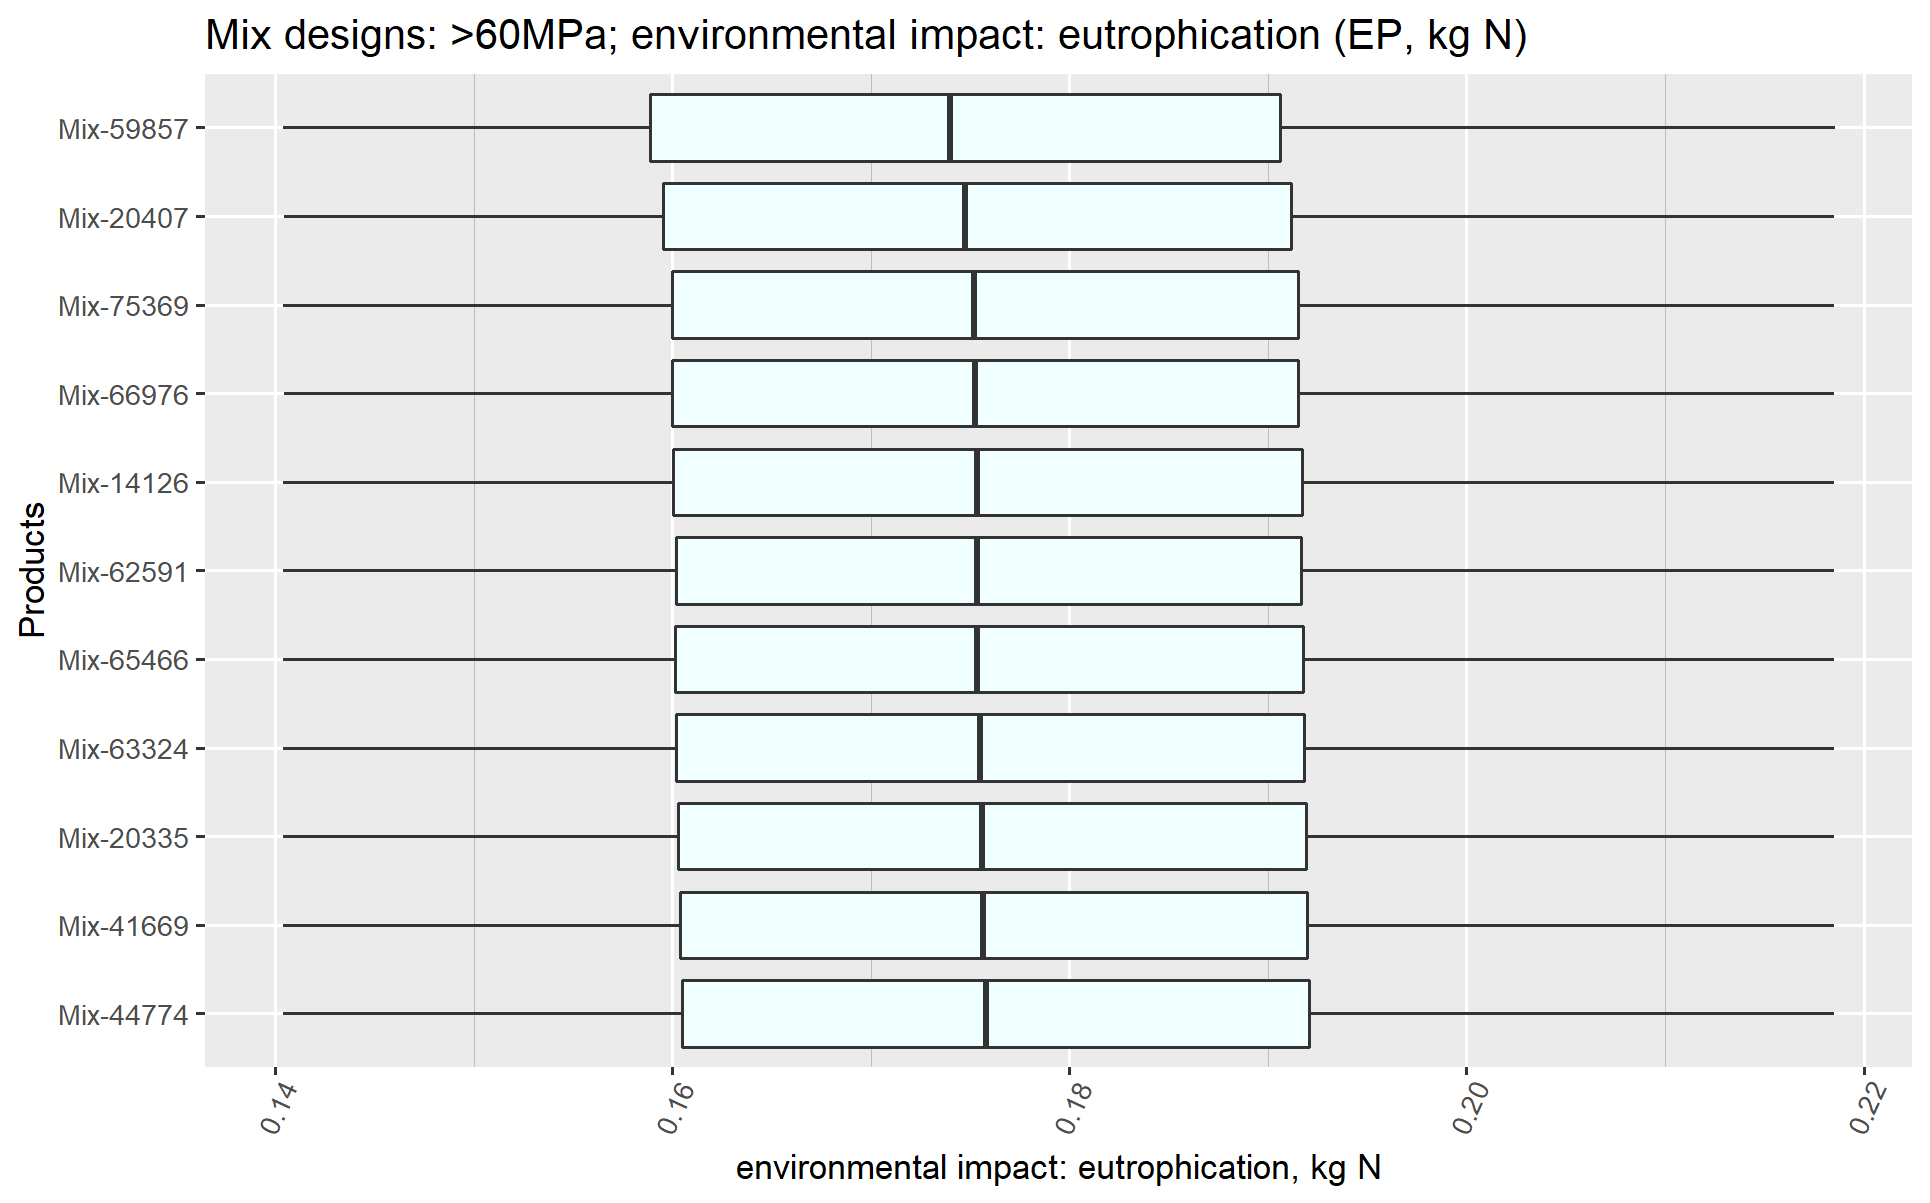 Mix designs: >60MPa; environmental impact: eutrophication (EP, kg N)
Products
Mix-59857
Mix-20407
Mix-75369
Mix-66976
Mix-14126
Mix-62591
Mix-65466
Mix-63324
Mix-20335
Mix-41669
Mix-44774
0.14
0.16
0.18
0.20
0.22
environmental impact: eutrophication, kg N